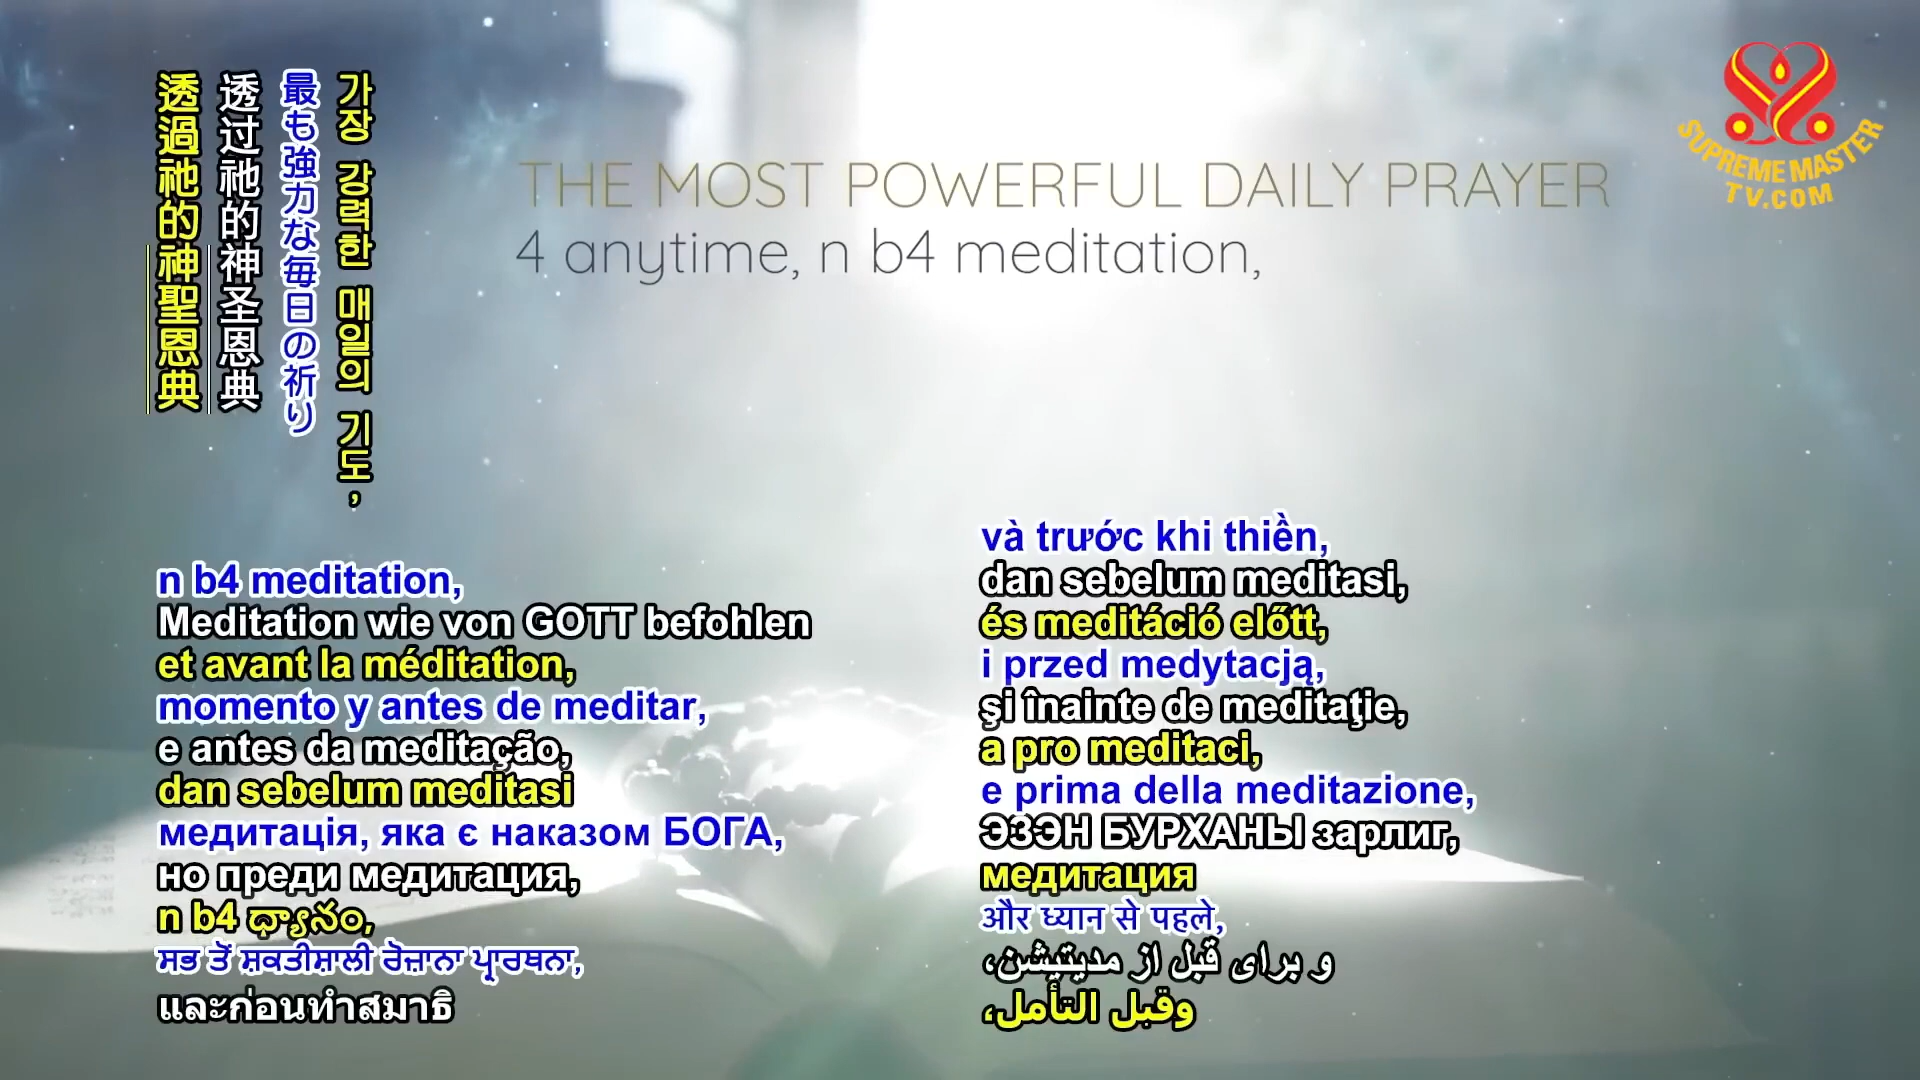 THE MOST POWERFUL DAILY PRAYER
4 anytime, n b4 meditation,
SUPREME MASTER
TV.COM
가장 강력한 매일의 기도,
最も強力な毎日の祈り
透过祂的神圣恩典
透過祂的神聖恩典
n b4 meditation,
Meditation wie von GOTT befohlen
et avant la méditation,
momento y antes de meditar,
e antes da meditação,
dan sebelum meditasi
медитація, яка є наказом БОГА,
но преди медитация,
n b4 ధ్యానం,
ਸਭ ਤੋਂ ਸ਼ਕਤੀਸ਼ਾਲੀ ਰੋਜ਼ਾਨਾ ਪ੍ਰਾਰਥਨਾ,
และก่อนทำสมาธิ
và trước khi thiền,
dan sebelum meditasi,
és meditáció előtt,
i przed medytacją,
şi înainte de meditaţie,
a pro meditaci,
e prima della meditazione,
ЭЗЭН БУРХАНЫ зарлиг,
медитация
और ध्यान से पहले,
و برای قبل از مدیتیشن،
وقبل التأمل،